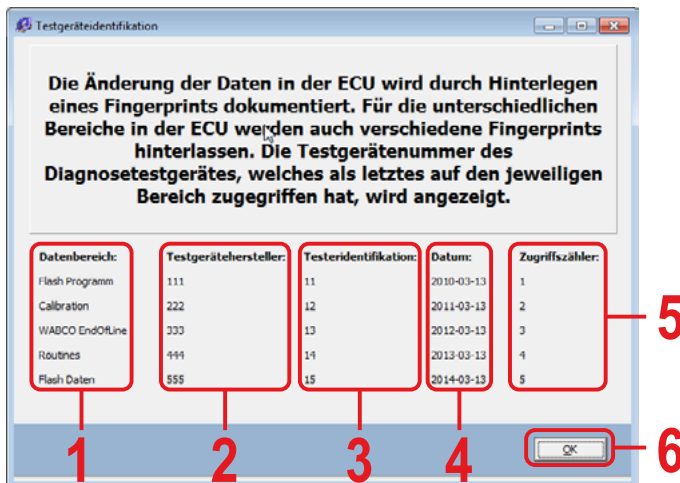 Testgeräteidentifikation
Die Änderung der Daten in der ECU wird durch Hinterlegen
eines Fingerprints dokumentiert. Für die unterschiedlichen
Bereiche in der ECU werden auch verschiedene Fingerprints
hinterlassen. Die Testgerätenummer des
Diagnosetestgerätes, welches als letztes auf den jeweiligen
Bereich zugegriffen hat, wird angezeigt.
Datenbereich: Testgerätehersteller: Testeridentifikation: Datum: Zugriffszähler:
Flash Programm 111 11 2010-03-13 1
Calibration 222 12 2011-03-13 2
WABCO EndOfLine 333 13 2012-03-13 3
Routines 444 14 2013-03-13 4
Flash Daten 555 15 2014-03-13 5
5
OK
6
1 2 3 4